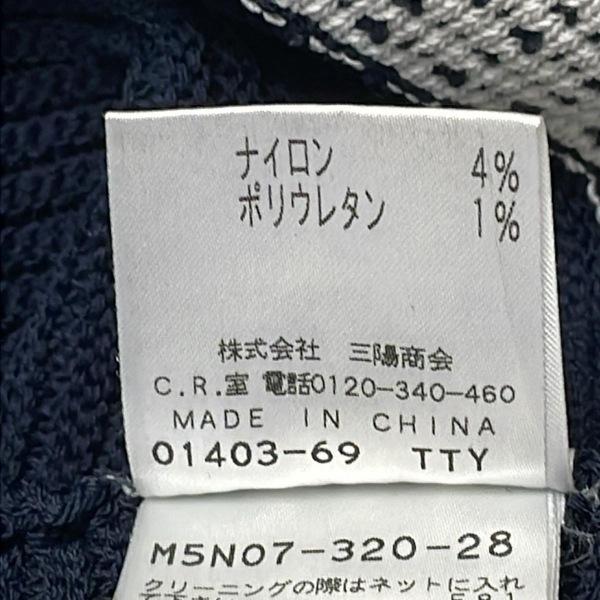 ナイロン 4%
ポリウレタン 1%
株式会社 三陽商会
C.R.室 電話0120-340-460
MADE IN CHINA
01403-69 TTY
M5N07-320-28
クリーニングの際はネットに入れ